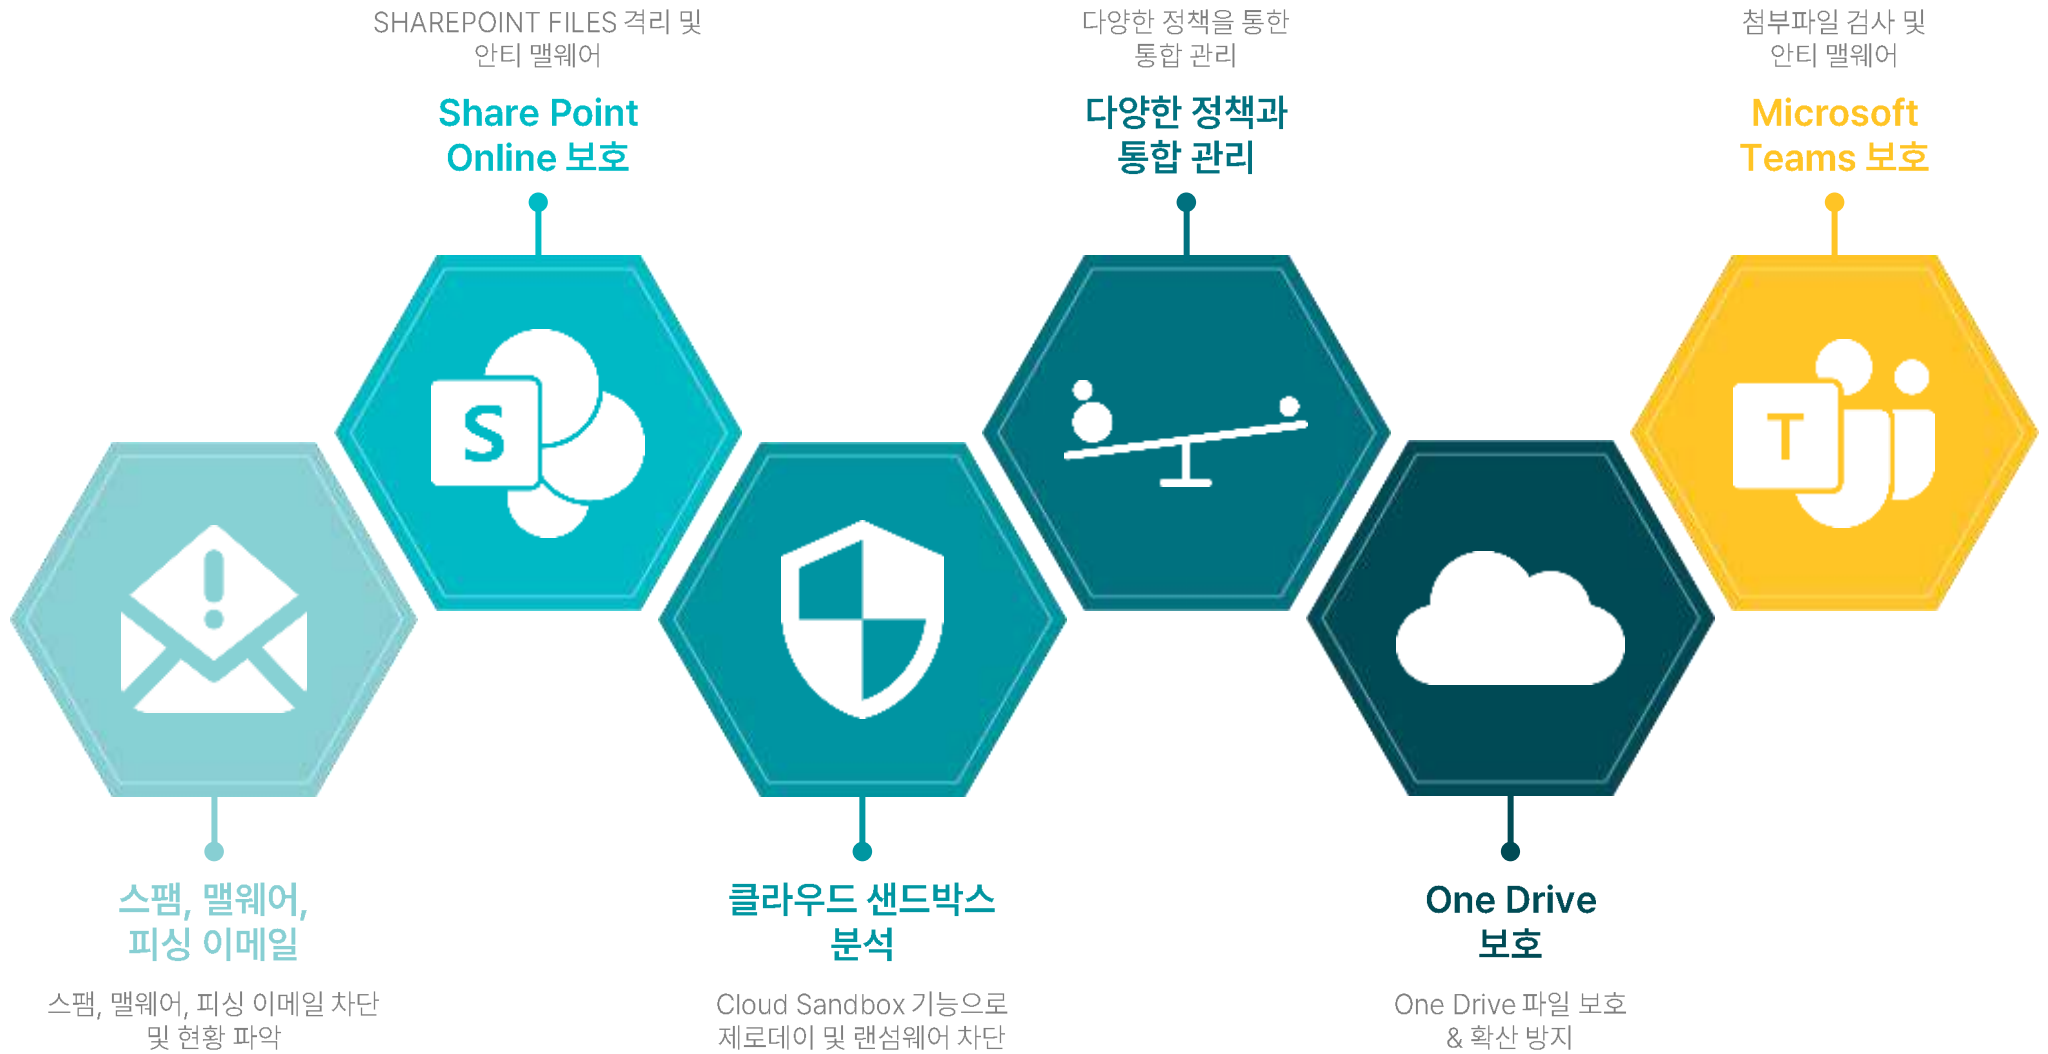 SHAREPOINT FILES 격리 및
안티 맬웨어
Share Point
Online 보호
다양한 정책을 통한
통합 관리
다양한 정책과
통합 관리
첨부파일 검사 및
안티 맬웨어
Microsoft
Teams 보호
S
T
스팸, 맬웨어,
피싱 이메일
스팸, 맬웨어, 피싱 이메일 차단
및 현황 파악
클라우드 샌드박스
분석
Cloud Sandbox 기능으로
제로데이 및 랜섬웨어 차단
One Drive
보호
One Drive 파일 보호
& 확산 방지